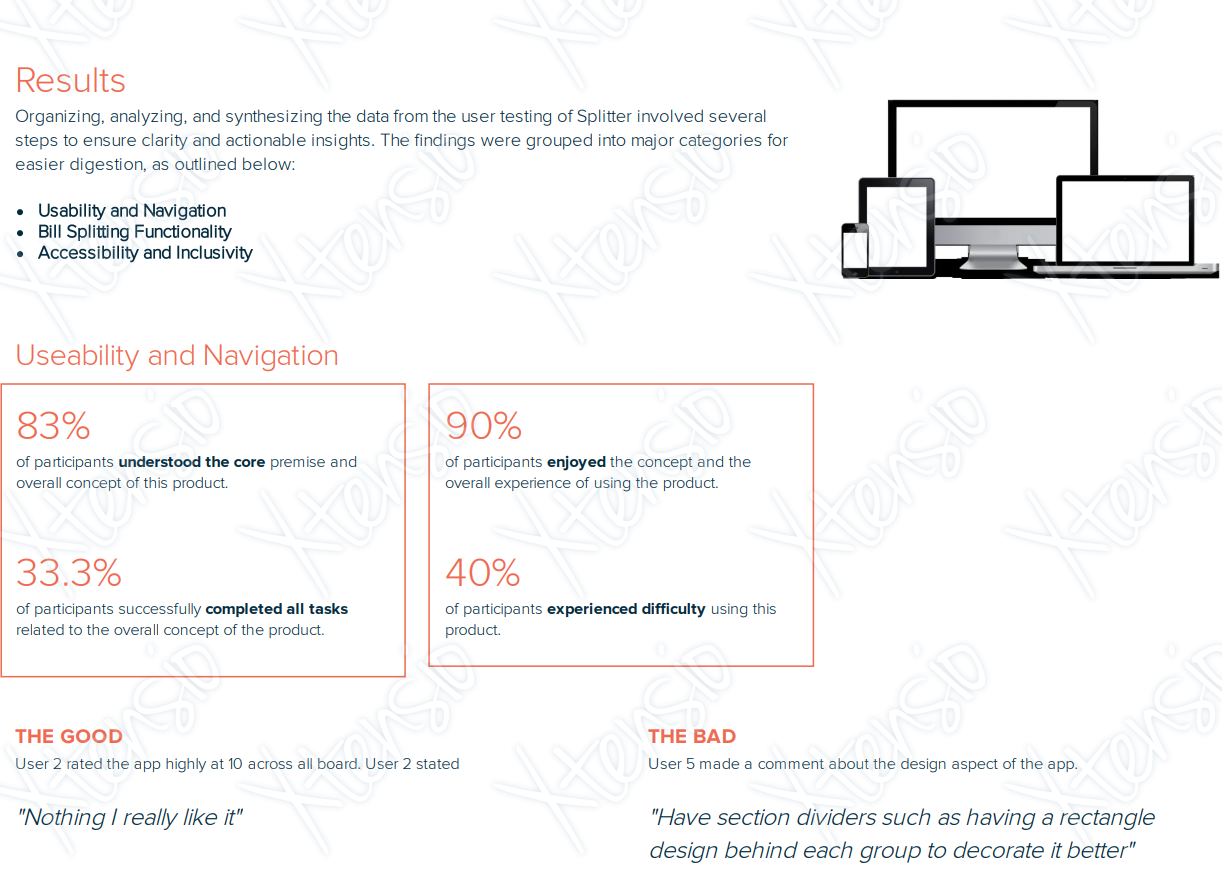 Results
Organizing, analyzing, and synthesizing the data from the user testing of Splitter involved several
steps to ensure clarity and actionable insights. The findings were grouped into major categories for
easier digestion, as outlined below:
• Usability and Navigation
• Bill Splitting Functionality
• Accessibility and Inclusivity
Useability and Navigation
83%
of participants understood the core premise and
overall concept of this product.
33.3%
of participants successfully completed all tasks
related to the overall concept of the product.
90%
of participants enjoyed the concept and the
overall experience of using the product.
40%
of participants experienced difficulty using this
product.
THE GOOD
User 2 rated the app highly at 10 across all board. User 2 stated
"Nothing I really like it"
THE BAD
User 5 made a comment about the design aspect of the app.
"Have section dividers such as having a rectangle
design behind each group to decorate it better"
xtensio